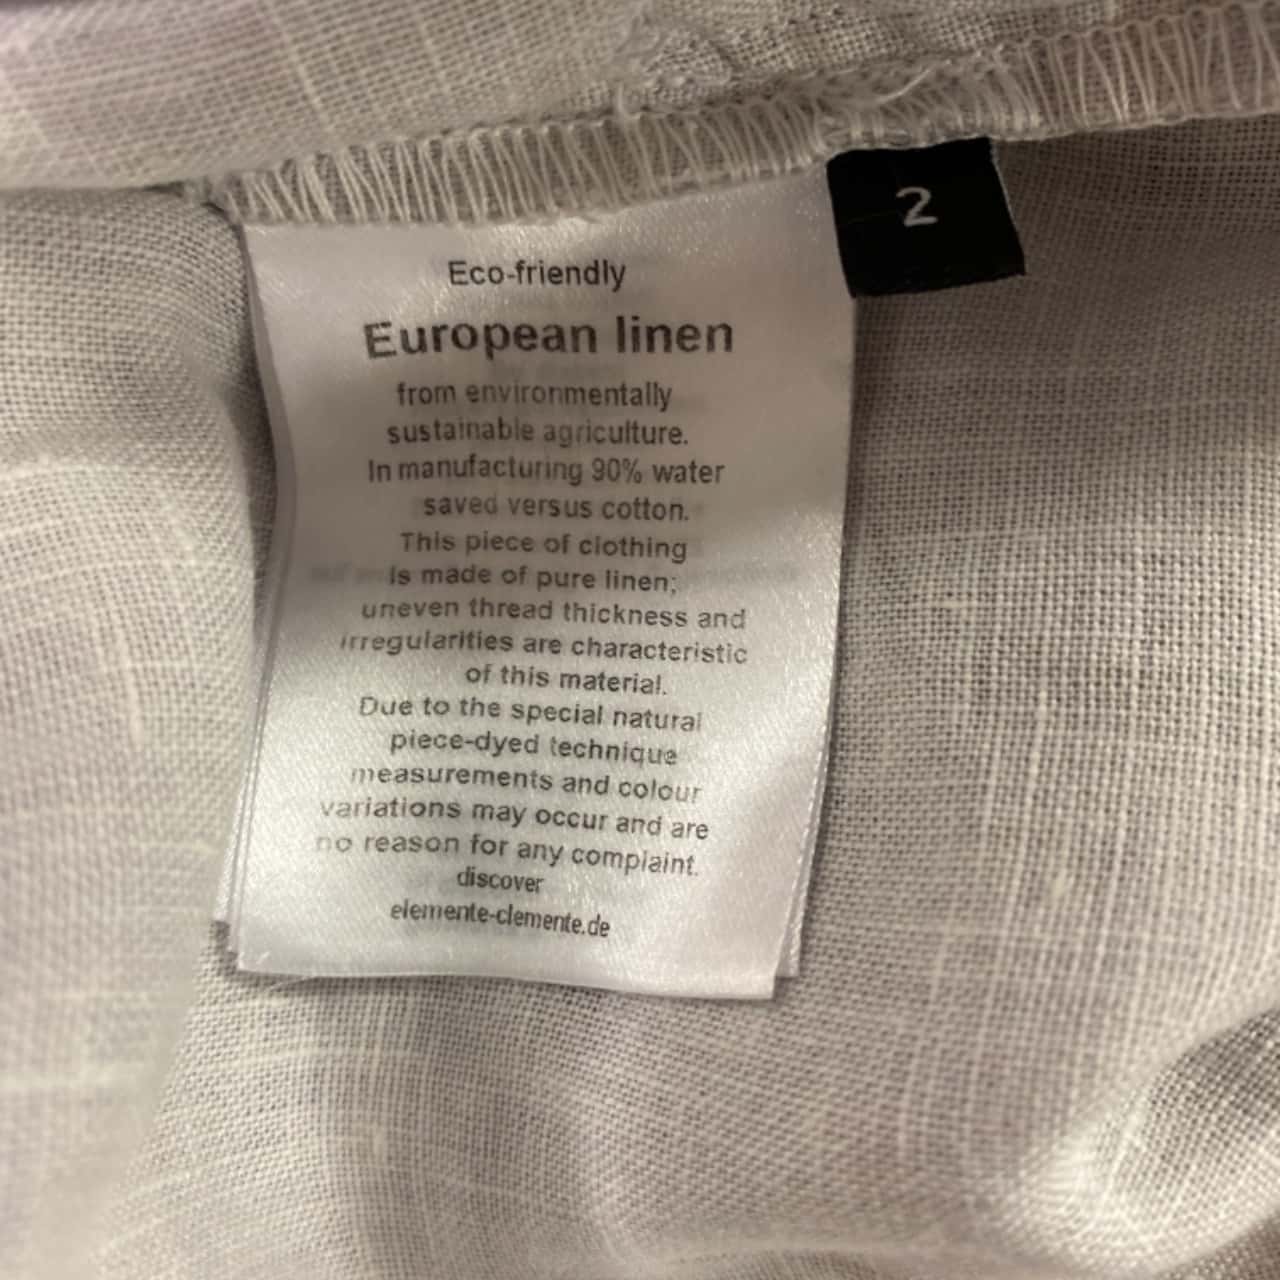 2
Eco-friendly
European linen
from environmentally
sustainable agriculture.
In manufacturing 90% water
saved versus cotton.
This piece of clothing
is made of pure linen;
uneven thread thickness and
irregularities are characteristic
of this material.
Due to the special natural
piece-dyed technique
measurements and colour
variations may occur and are
no reason for any complaint.
discover
elemente-clemente.de